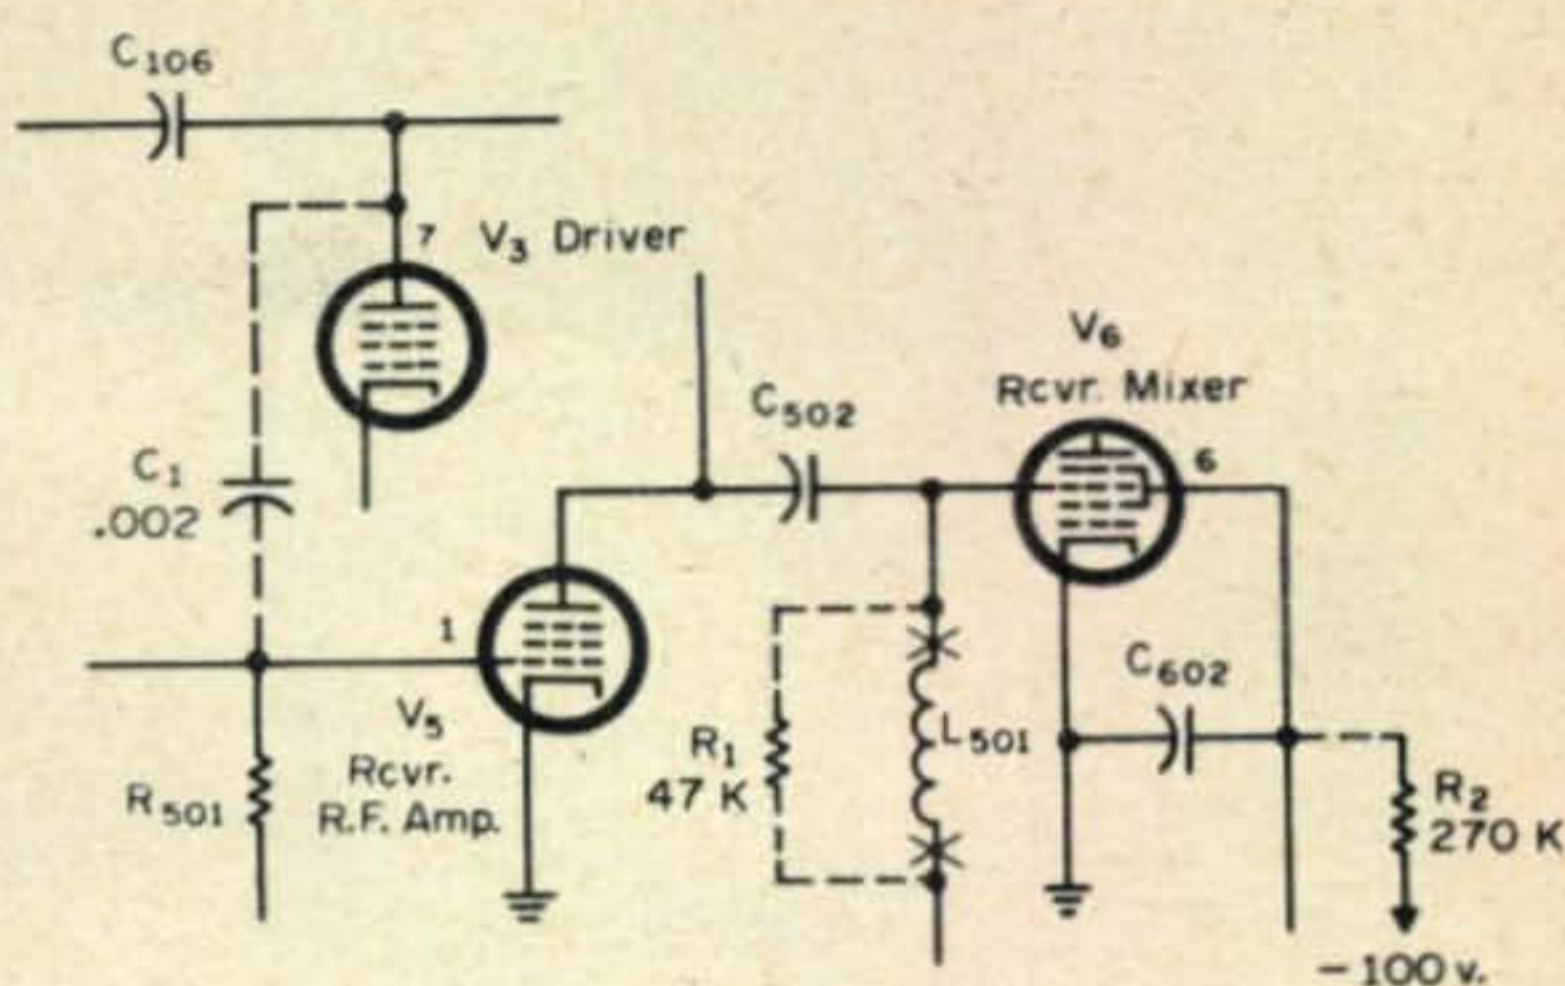 C106
7
V3 Driver
V6
Rcvr. Mixer
C502
6
C1
.002
1
C602
V5
Rcvr.
R.F. Amp.
R1
47 K
L501
R501
R2
270 K
-100 v.